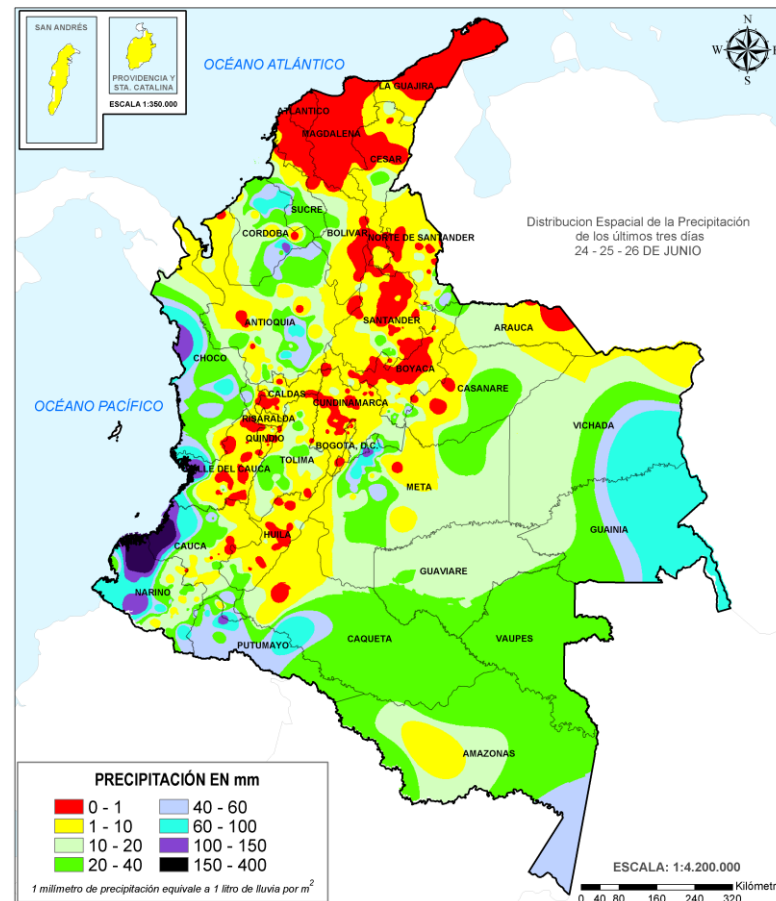 SAN ANDRÉS
PROVIDENCIA Y
STA. CATALINA
ESCALA 1:350.000
OCÉANO ATLÁNTICO
N
W
E
S
LA GUAJIRA
ATLANTICO
MAGDALENA
CESAR
SUCRE
CORDOBA
BOLIVAR
NORTE DE SANTANDER
Distribucion Espacial de la Precipitación
de los últimos tres días
24 - 25 - 26 DE JUNIO
ANTIOQUIA
SANTANDER
ARAUCA
CHOCO
BOYACA
CASANARE
OCÉANO PACÍFICO
CALDAS
CUNDINAMARCA
RISARALDA
QUINDIO
BOGOTA, D.C.
VICHADA
TOLIMA
VALLE DEL CAUCA
META
GUAINIA
CAUCA
HUILA
GUAVIARE
NARINO
PUTUMAYO
CAQUETA
VAUPES
AMAZONAS
PRECIPITACIÓN EN mm
0 - 1
1 - 10
10 - 20
20 - 40
40 - 60
60 - 100
100 - 150
150 - 400
1 milímetro de precipitación equivale a 1 litro de lluvia por m²
ESCALA: 1:4.200.000
Kilómet
0 40 80 160 240 320